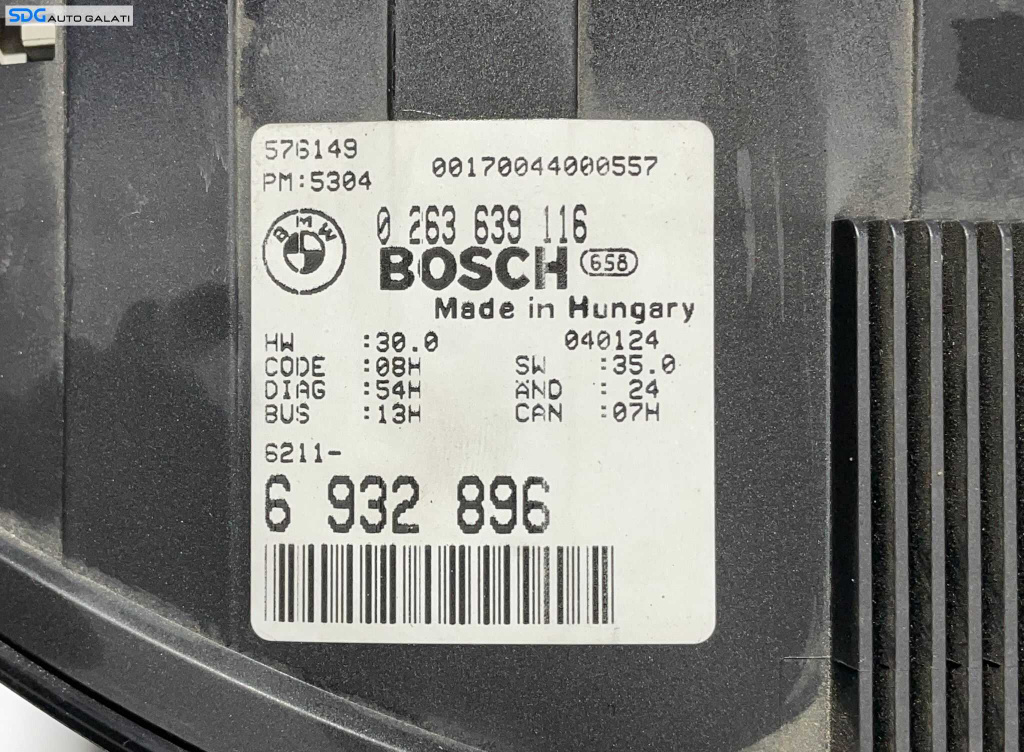 SDG AUTO GALATI
576149
00170044000557
PM:5304
BMW
0 263 639 116
BOSCH 658
Made in Hungary
HW :30.0 040124
CODE :08H SW :35.0
DIAG :54H ÄND : 24
BUS :13H CAN :07H
6211-
6 932 896